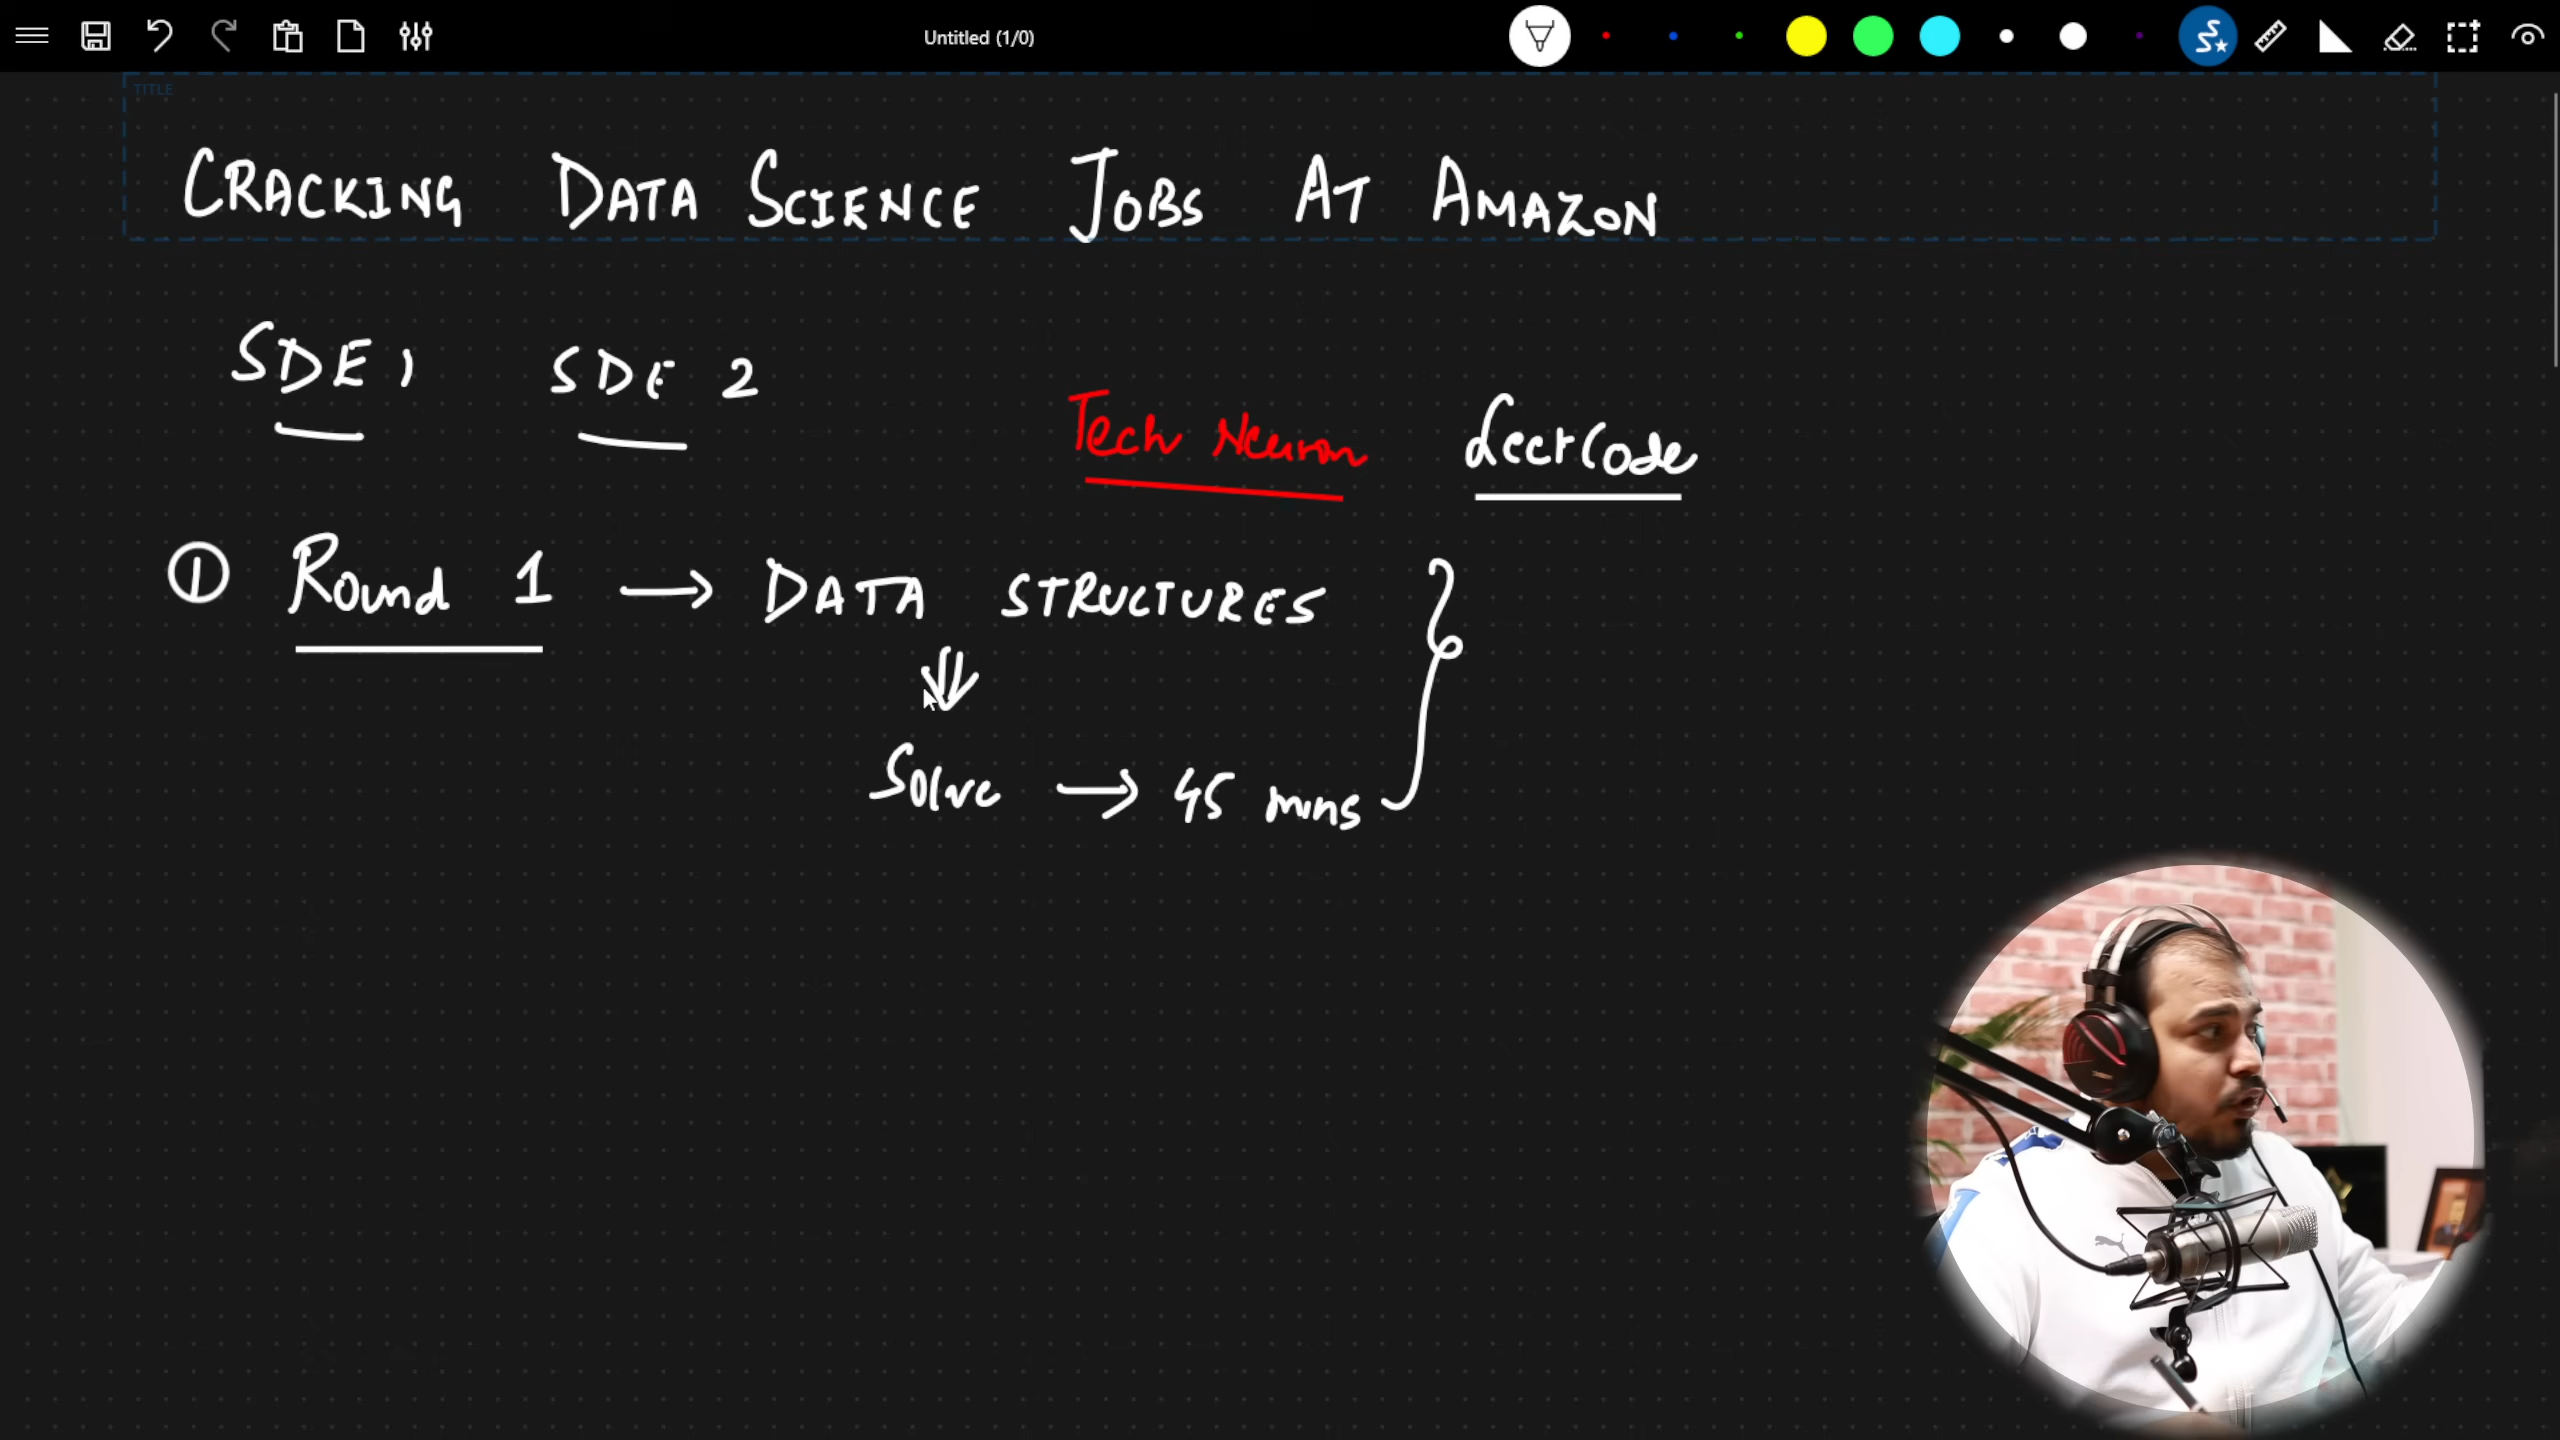 Untitled (1/0)
TITLE
CRACKING DATA SCIENCE JOBS AT AMAZON
SDE 1 SDE 2
Tech Neuron LeetCode
① Round 1 → DATA STRUCTURES
Solve → 45 mins